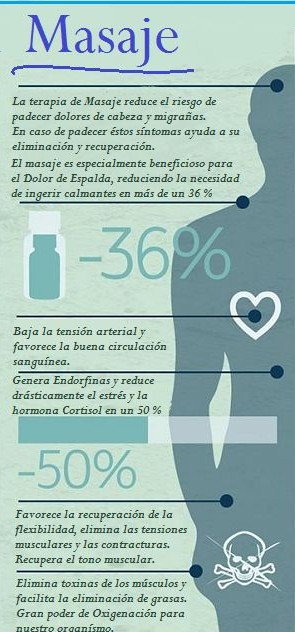 Masaje
La terapia de Masaje reduce el riesgo de
padecer dolores de cabeza y migrañas.
En caso de padecer éstos síntomas ayuda a su
eliminación y recuperación.
El masaje es especialmente beneficioso para
el Dolor de Espalda, reduciendo la necesidad
de ingerir calmantes en más de un 36 %
-36%
Baja la tensión arterial y
favorece la buena circulación
sanguínea.
Genera Endorfinas y reduce
drásticamente el estrés y la
hormona Cortisol en un 50 %
-50%
Favorece la recuperación de la
flexibilidad, elimina las tensiones
musculares y las contracturas.
Recupera el tono muscular.
Elimina toxinas de los músculos y
facilita la eliminación de grasas.
Gran poder de Oxigenación para
nuestro organísmo.